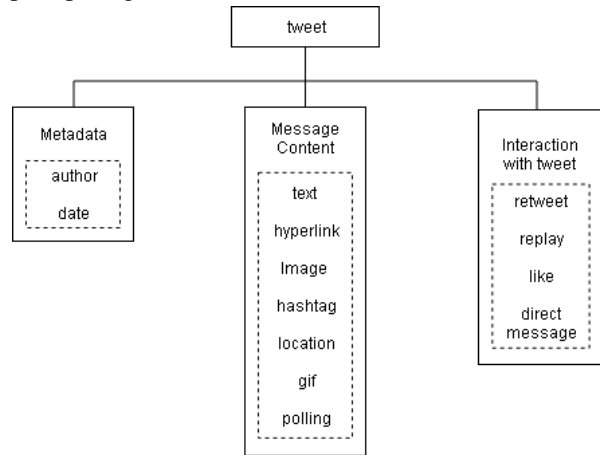 tweet
Metadata
author
date
Message
Content
text
hyperlink
Image
hashtag
location
gif
polling
Interaction
with tweet
retweet
replay
like
direct
message